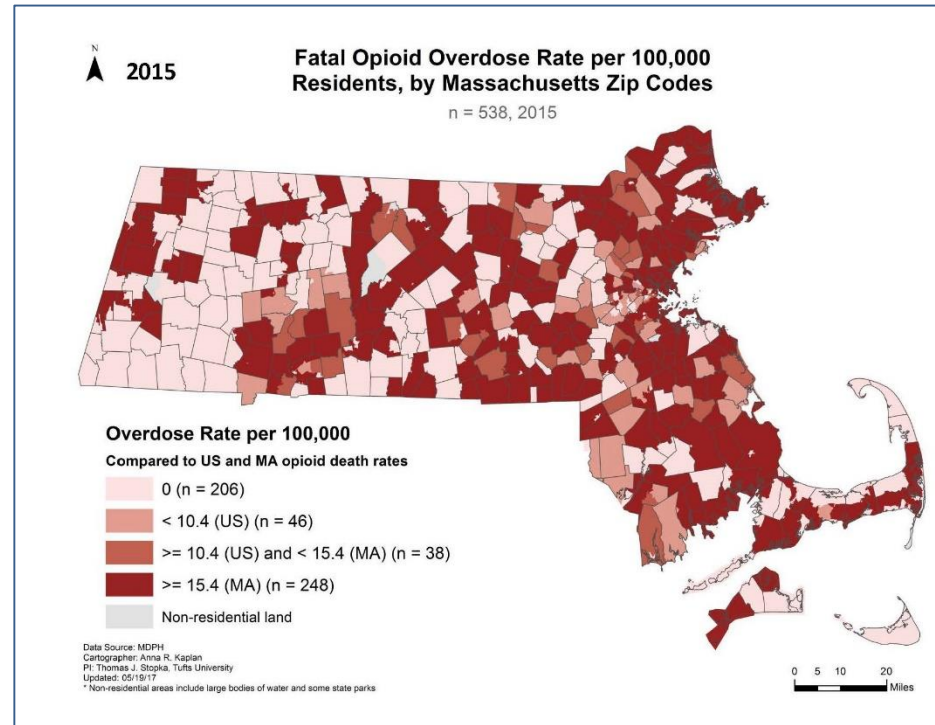 N
2015
Fatal Opioid Overdose Rate per 100,000
Residents, by Massachusetts Zip Codes
n = 538, 2015
Overdose Rate per 100,000
Compared to US and MA opioid death rates
0 (n = 206)
< 10.4 (US) (n = 46)
>= 10.4 (US) and < 15.4 (MA) (n = 38)
>= 15.4 (MA) (n = 248)
Non-residential land
Data Source: MDPH
Cartographer: Anna R. Kaplan
PI: Thomas J. Stopka, Tufts University
Updated: 05/19/17
* Non-residential areas include large bodies of water and some state parks
0 5 10 20
Miles